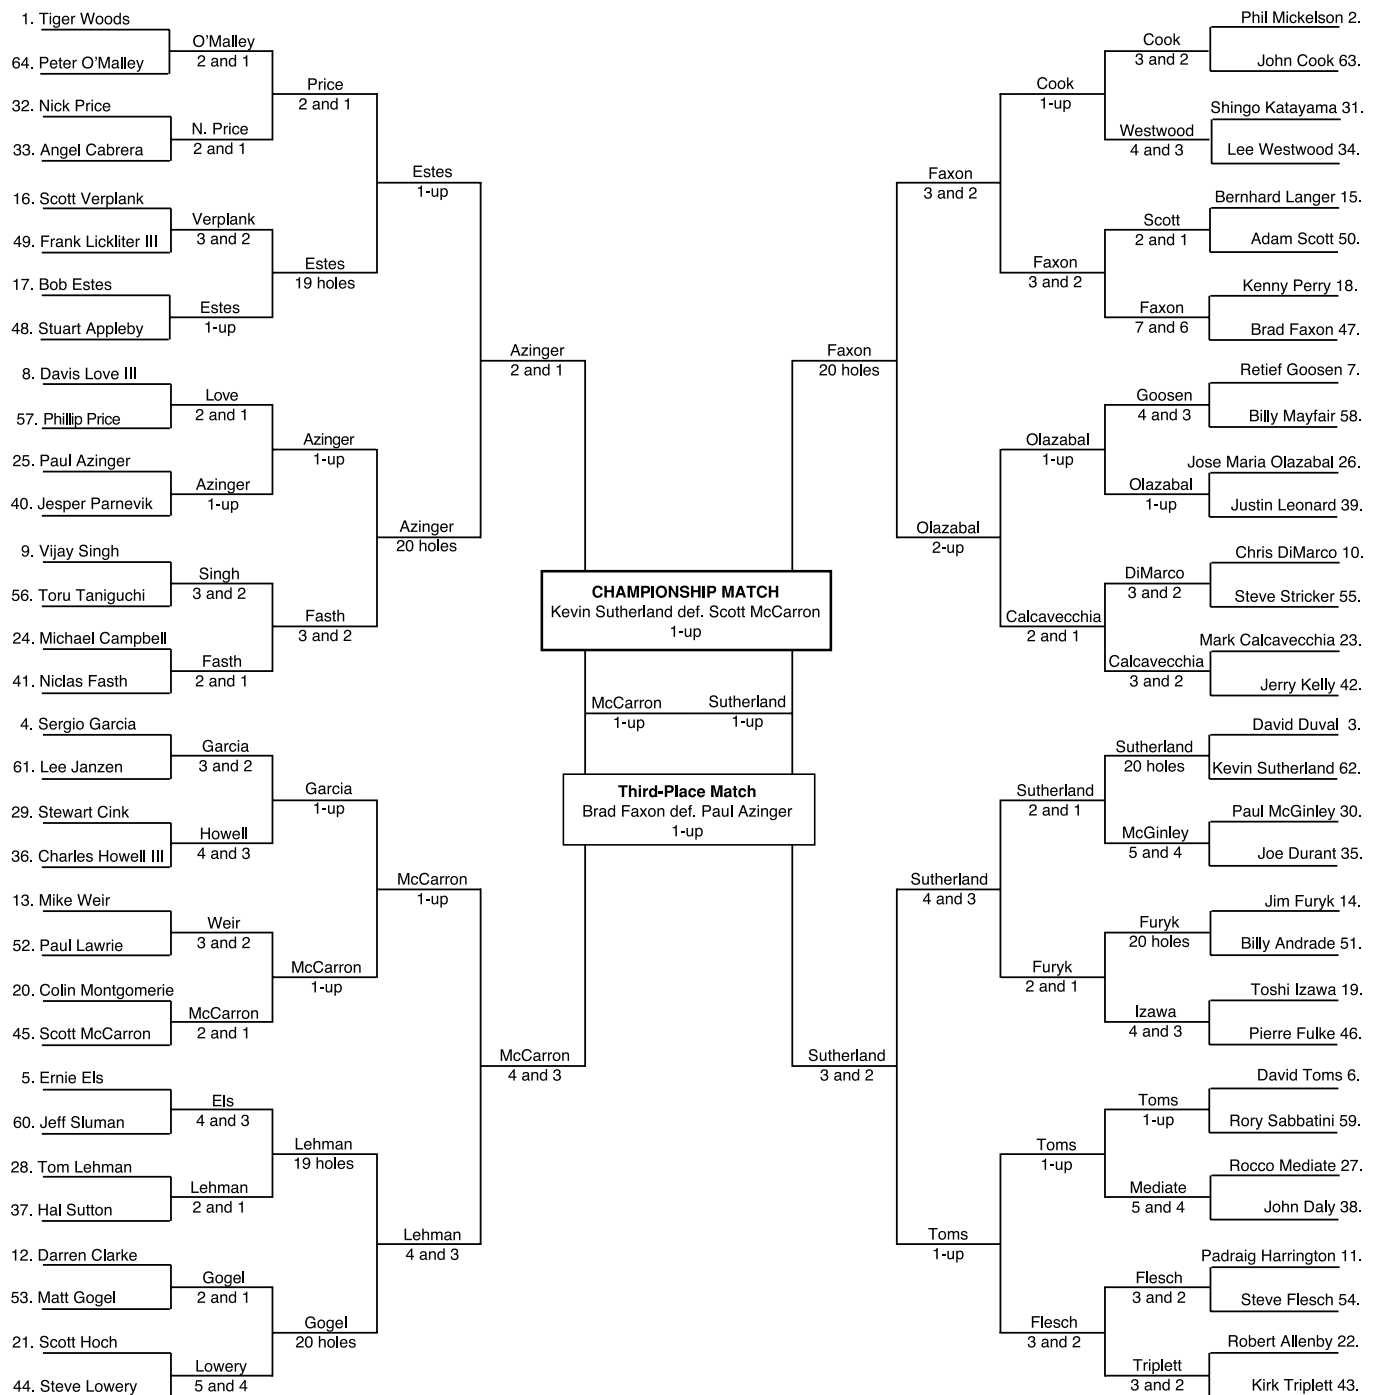 1. Tiger Woods
64. Peter O'Malley
32. Nick Price
33. Angel Cabrera
16. Scott Verplank
49. Frank Lickliter III
17. Bob Estes
48. Stuart Appleby
8. Davis Love III
57. Phillip Price
25. Paul Azinger
40. Jesper Parnevik
9. Vijay Singh
56. Toru Taniguchi
24. Michael Campbell
41. Niclas Fasth
4. Sergio Garcia
61. Lee Janzen
29. Stewart Cink
36. Charles Howell III
13. Mike Weir
52. Paul Lawrie
20. Colin Montgomerie
45. Scott McCarron
5. Ernie Els
60. Jeff Sluman
28. Tom Lehman
37. Hal Sutton
12. Darren Clarke
53. Matt Gogel
21. Scott Hoch
44. Steve Lowery
O'Malley
2 and 1
N. Price
2 and 1
Verplank
3 and 2
Estes
1-up
Love
2 and 1
Azinger
1-up
Singh
3 and 2
Fasth
2 and 1
Garcia
3 and 2
Howell
4 and 3
Weir
3 and 2
McCarron
2 and 1
Els
4 and 3
Lehman
2 and 1
Gogel
2 and 1
Lowery
5 and 4
Price
2 and 1
Estes
19 holes
Azinger
1-up
Fasth
3 and 2
Garcia
1-up
McCarron
1-up
Lehman
19 holes
Gogel
20 holes
Estes
1-up
Azinger
20 holes
McCarron
1-up
Lehman
4 and 3
Azinger
2 and 1
McCarron
4 and 3
CHAMPIONSHIP MATCH
Kevin Sutherland def. Scott McCarron
1-up
McCarron
1-up
Sutherland
1-up
Third-Place Match
Brad Faxon def. Paul Azinger
1-up
Faxon
20 holes
Sutherland
3 and 2
Faxon
3 and 2
Olazabal
2-up
Sutherland
4 and 3
Toms
1-up
Cook
1-up
Faxon
3 and 2
Olazabal
1-up
Calcavecchia
2 and 1
Sutherland
2 and 1
Furyk
2 and 1
Toms
1-up
Flesch
3 and 2
Cook
3 and 2
Westwood
4 and 3
Scott
2 and 1
Faxon
7 and 6
Goosen
4 and 3
Olazabal
1-up
DiMarco
3 and 2
Calcavecchia
3 and 2
Sutherland
20 holes
McGinley
5 and 4
Furyk
20 holes
Izawa
4 and 3
Toms
1-up
Mediate
5 and 4
Flesch
3 and 2
Triplett
3 and 2
Phil Mickelson 2.
John Cook 63.
Shingo Katayama 31.
Lee Westwood 34.
Bernhard Langer 15.
Adam Scott 50.
Kenny Perry 18.
Brad Faxon 47.
Retief Goosen 7.
Billy Mayfair 58.
Jose Maria Olazabal 26.
Justin Leonard 39.
Chris DiMarco 10.
Steve Stricker 55.
Mark Calcavecchia 23.
Jerry Kelly 42.
David Duval 3.
Kevin Sutherland 62.
Paul McGinley 30.
Joe Durant 35.
Jim Furyk 14.
Billy Andrade 51.
Toshi Izawa 19.
Pierre Fulke 46.
David Toms 6.
Rory Sabbatini 59.
Rocco Mediate 27.
John Daly 38.
Padraig Harrington 11.
Steve Flesch 54.
Robert Allenby 22.
Kirk Triplett 43.